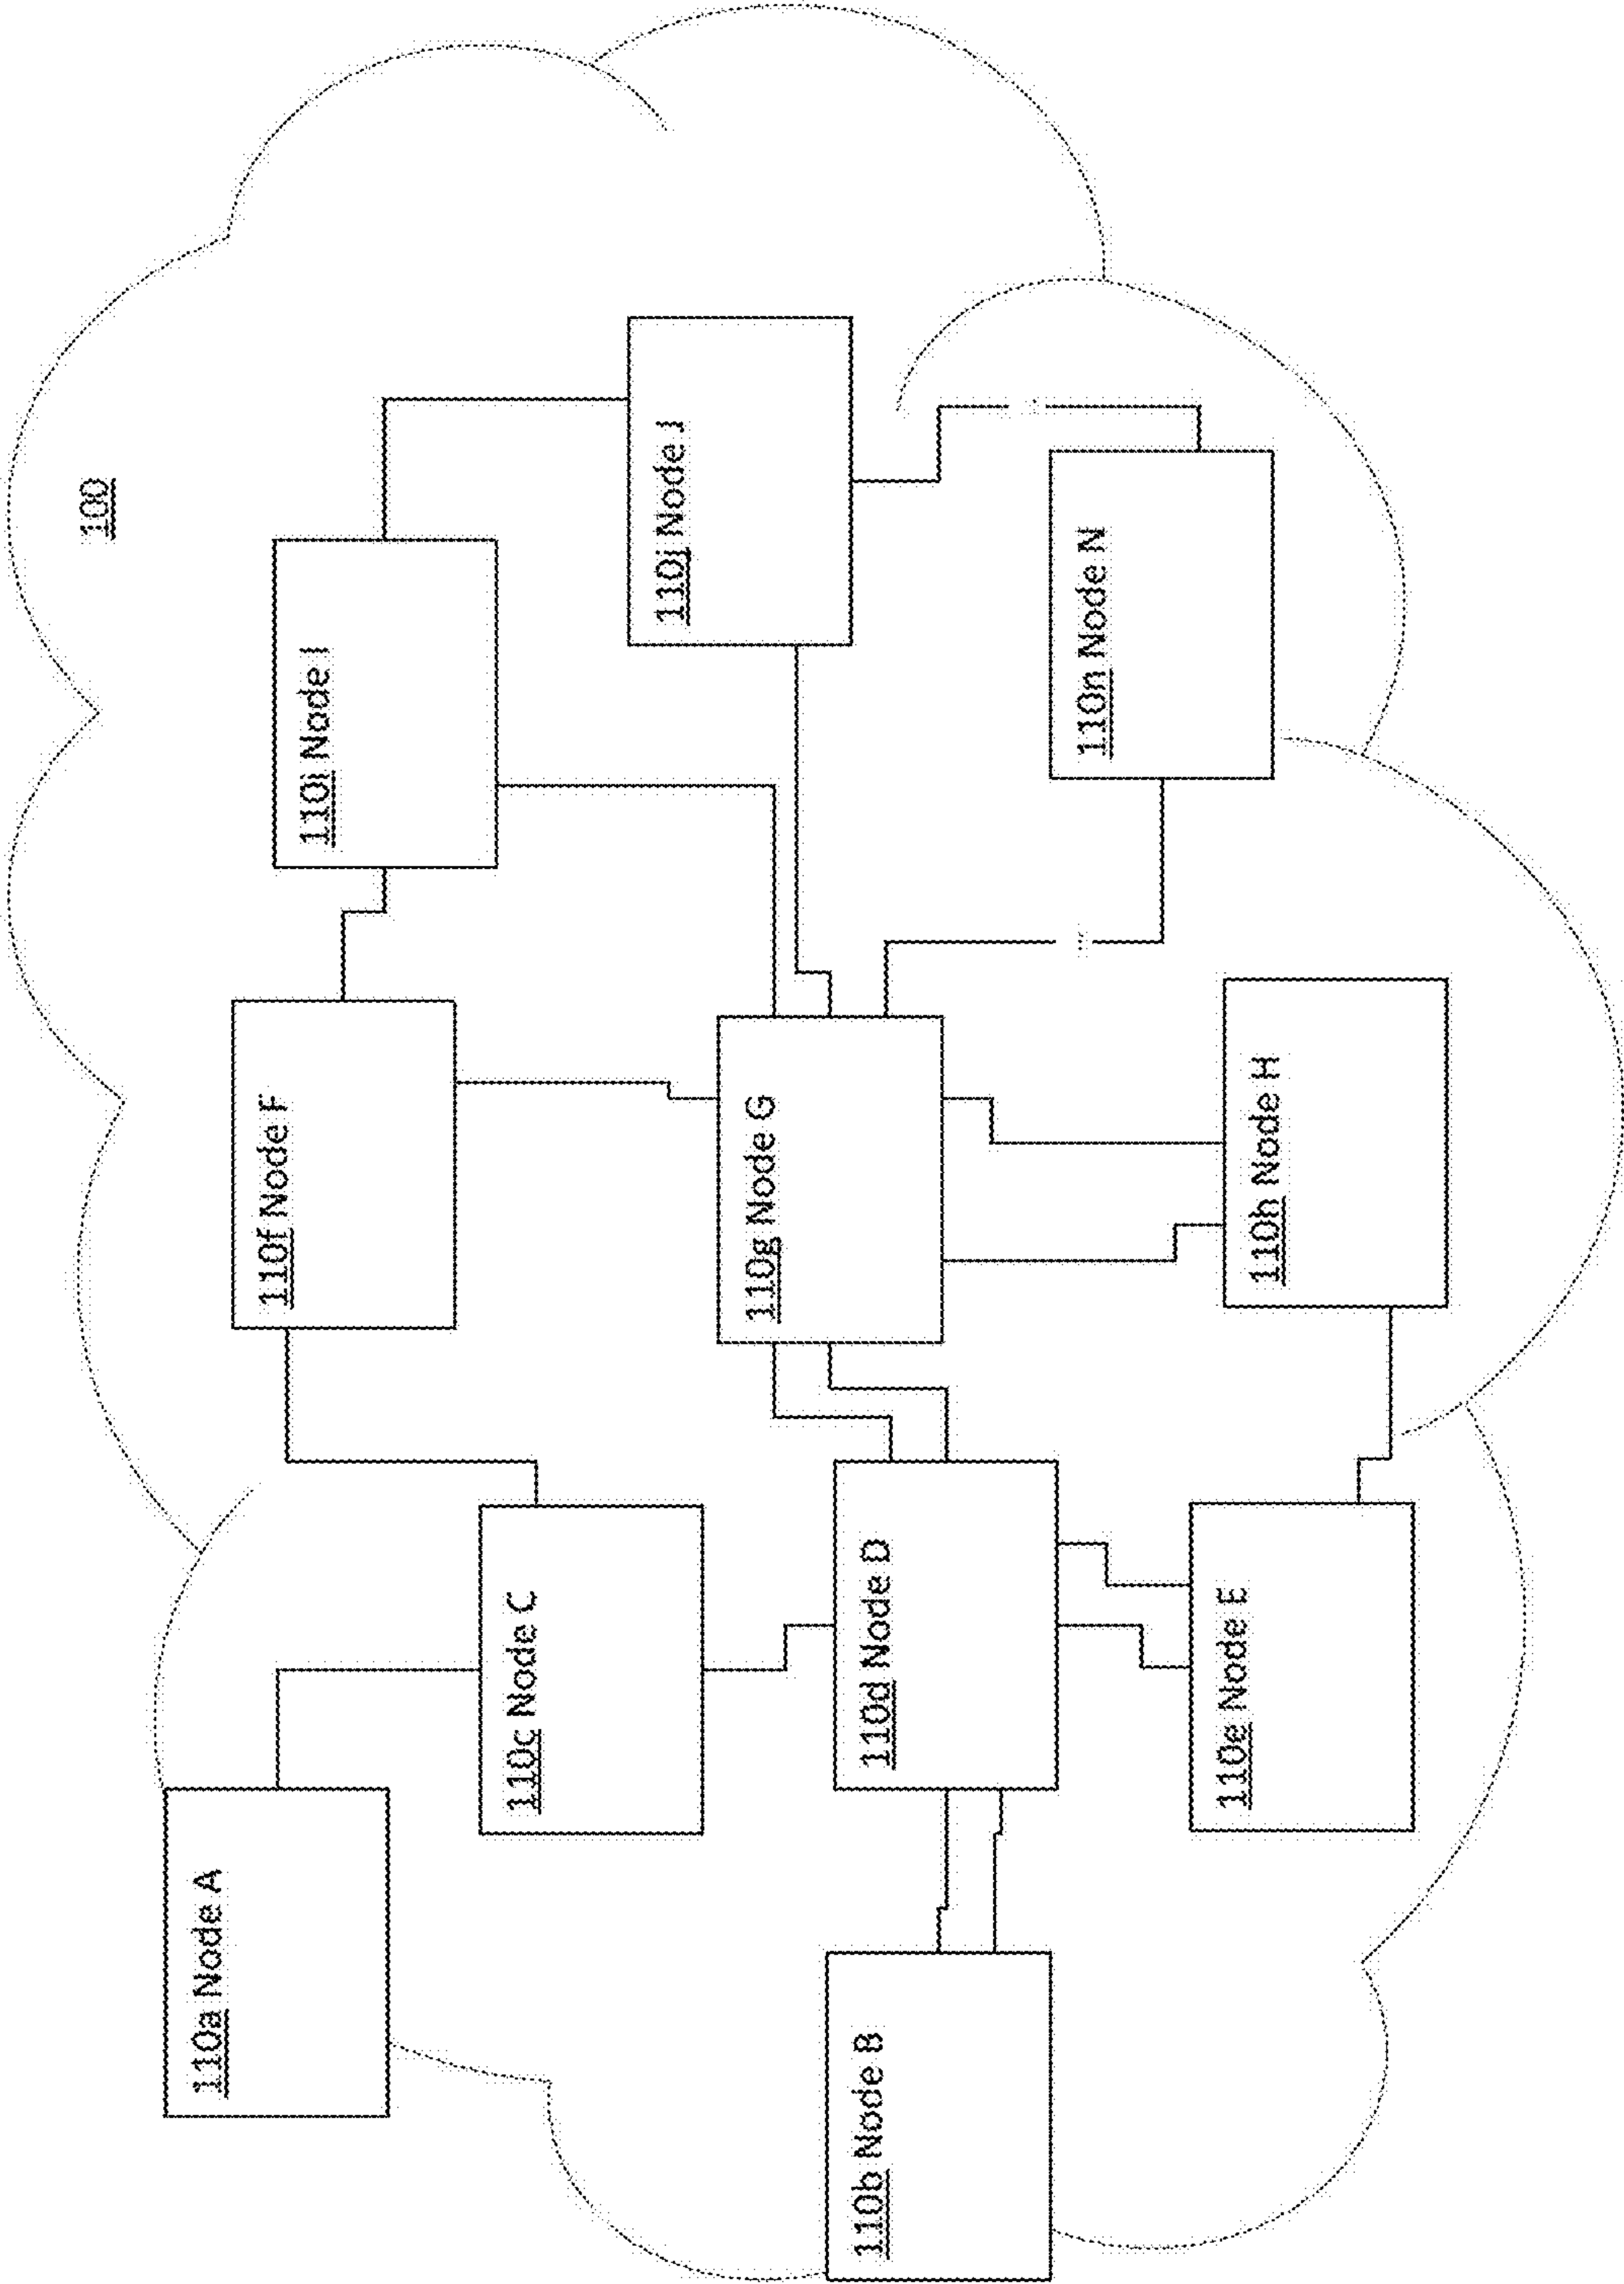 100
110a Node A
110b Node B
110c Node C
110d Node D
110e Node E
110f Node F
110g Node G
110h Node H
110i Node I
110j Node J
110n Node N